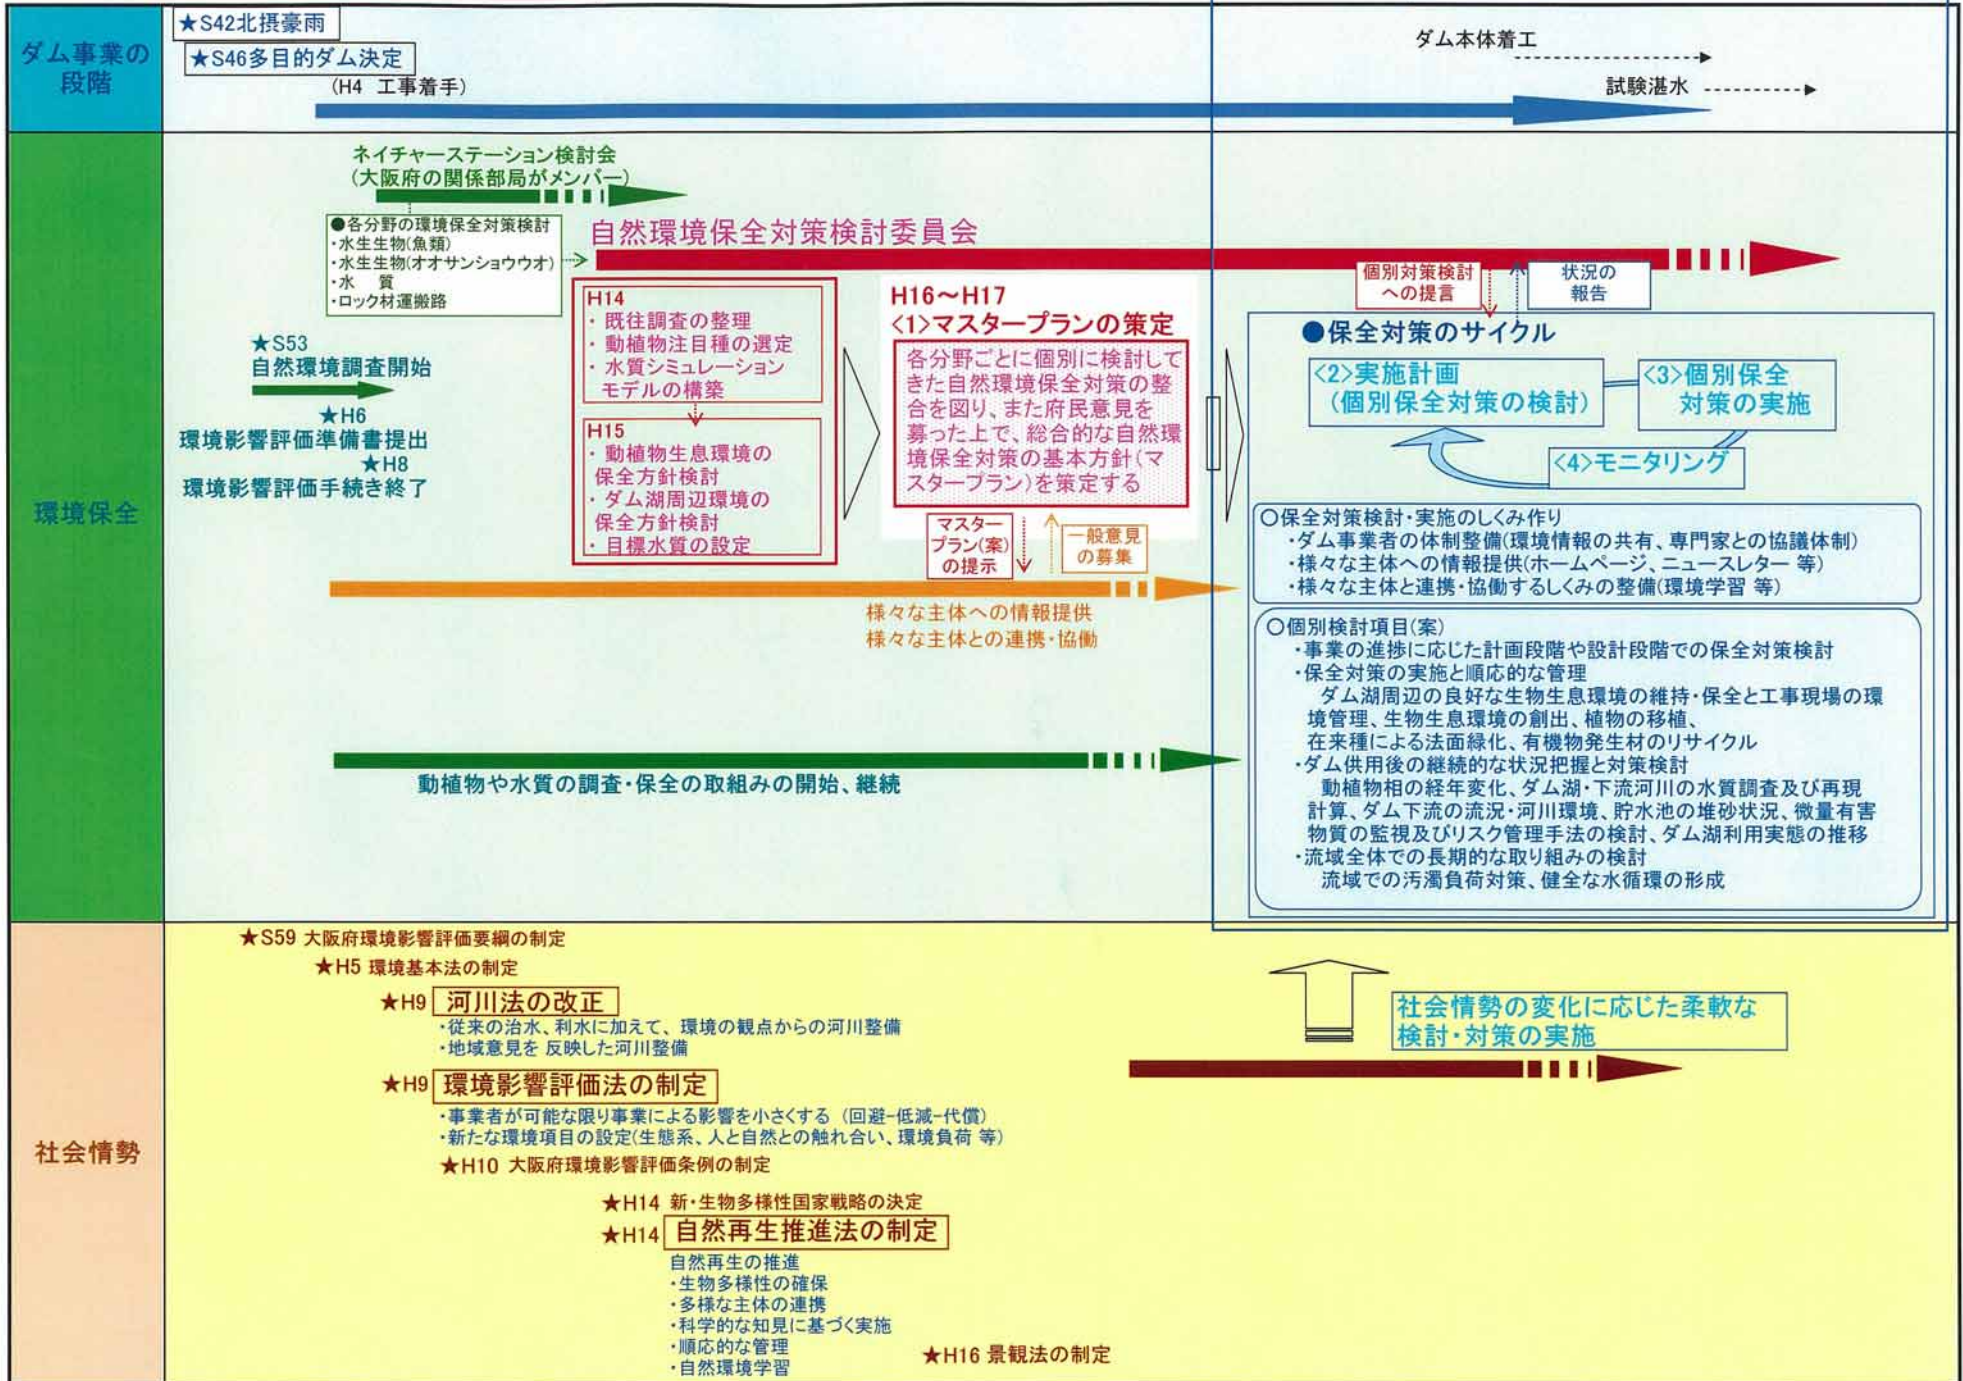 ダム事業の
段階
★S42北摂豪雨
★S46多目的ダム決定
(H4 工事着手)
ダム本体着工
試験湛水
環境保全
ネイチャーステーション検討会
(大阪府の関係部局がメンバー)
●各分野の環境保全対策検討
・水生生物(魚類)
・水生生物(オオサンショウウオ)
・水　質
・ロック材運搬路
自然環境保全対策検討委員会
★S53
自然環境調査開始
★H6
環境影響評価準備書提出
★H8
環境影響評価手続き終了
H14
・既往調査の整理
・動植物注目種の選定
・水質シミュレーション
モデルの構築
H15
・動植物生息環境の
保全方針検討
・ダム湖周辺環境の
保全方針検討
・目標水質の設定
H16～H17
<1>マスタープランの策定
各分野ごとに個別に検討して
きた自然環境保全対策の整
合を図り、また府民意見を
募った上で、総合的な自然環
境保全対策の基本方針(マ
スタープラン)を策定する
マスター
プラン(案)
の提示
一般意見
の募集
様々な主体への情報提供
様々な主体との連携・協働
動植物や水質の調査・保全の取組みの開始、継続
個別対策検討
への提言
状況の
報告
●保全対策のサイクル
<2>実施計画
(個別保全対策の検討)
<3>個別保全
対策の実施
<4>モニタリング
○保全対策検討・実施のしくみ作り
・ダム事業者の体制整備(環境情報の共有、専門家との協議体制)
・様々な主体への情報提供(ホームページ、ニュースレター 等)
・様々な主体と連携・協働するしくみの整備(環境学習 等)
○個別検討項目(案)
・事業の進捗に応じた計画段階や設計段階での保全対策検討
・保全対策の実施と順応的な管理
ダム湖周辺の良好な生物生息環境の維持・保全と工事現場の環
境管理、生物生息環境の創出、植物の移植、
在来種による法面緑化、有機物発生材のリサイクル
・ダム供用後の継続的な状況把握と対策検討
動植物相の経年変化、ダム湖・下流河川の水質調査及び再現
計算、ダム下流の流況・河川環境、貯水池の堆砂状況、微量有害
物質の監視及びリスク管理手法の検討、ダム湖利用実態の推移
・流域全体での長期的な取り組みの検討
流域での汚濁負荷対策、健全な水循環の形成
社会情勢
★S59 大阪府環境影響評価要綱の制定
★H5 環境基本法の制定
★H9 河川法の改正
・従来の治水、利水に加えて、環境の観点からの河川整備
・地域意見を 反映した河川整備
★H9 環境影響評価法の制定
・事業者が可能な限り事業による影響を小さくする (回避-低減-代償)
・新たな環境項目の設定(生態系、人と自然との触れ合い、環境負荷 等)
★H10 大阪府環境影響評価条例の制定
★H14 新・生物多様性国家戦略の決定
★H14 自然再生推進法の制定
自然再生の推進
・生物多様性の確保
・多様な主体の連携
・科学的な知見に基づく実施
・順応的な管理
・自然環境学習
★H16 景観法の制定
社会情勢の変化に応じた柔軟な
検討・対策の実施